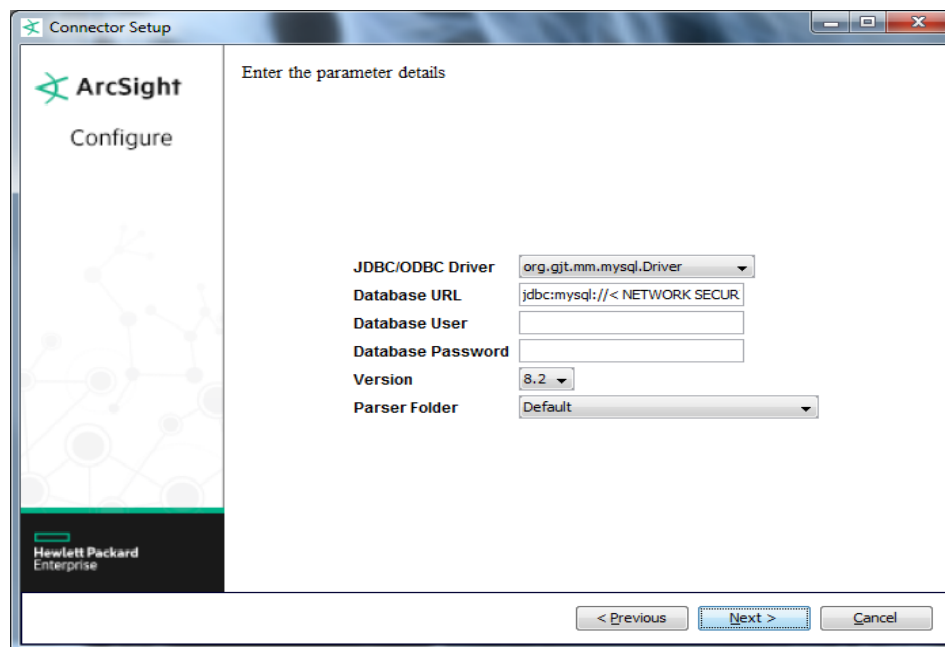 Connector Setup
ArcSight
Configure
Enter the parameter details
JDBC/ODBC Driver org.gjt.mm.mysql.Driver
Database URL jdbc:mysql://< NETWORK SECUR
Database User
Database Password
Version 8.2
Parser Folder Default
Hewlett Packard
Enterprise
< Previous Next > Cancel